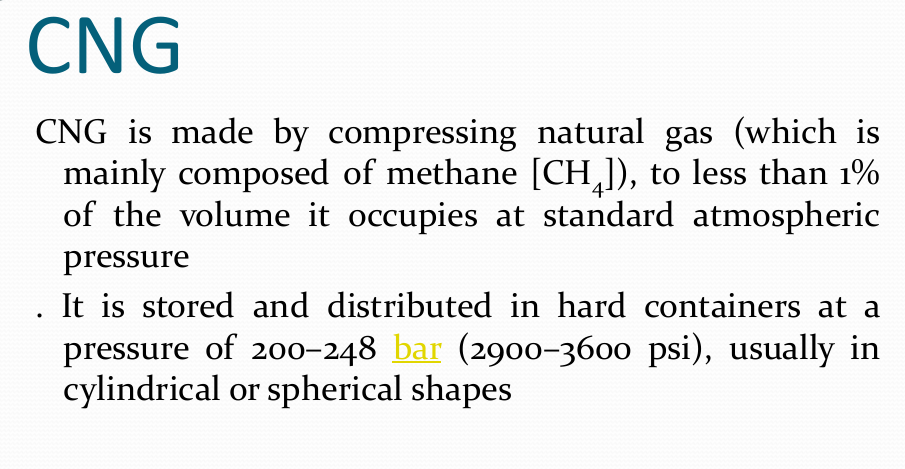 CNG
CNG is made by compressing natural gas (which is
mainly composed of methane [CH4]), to less than 1%
of the volume it occupies at standard atmospheric
pressure
. It is stored and distributed in hard containers at a
pressure of 200–248 bar (2900–3600 psi), usually in
cylindrical or spherical shapes